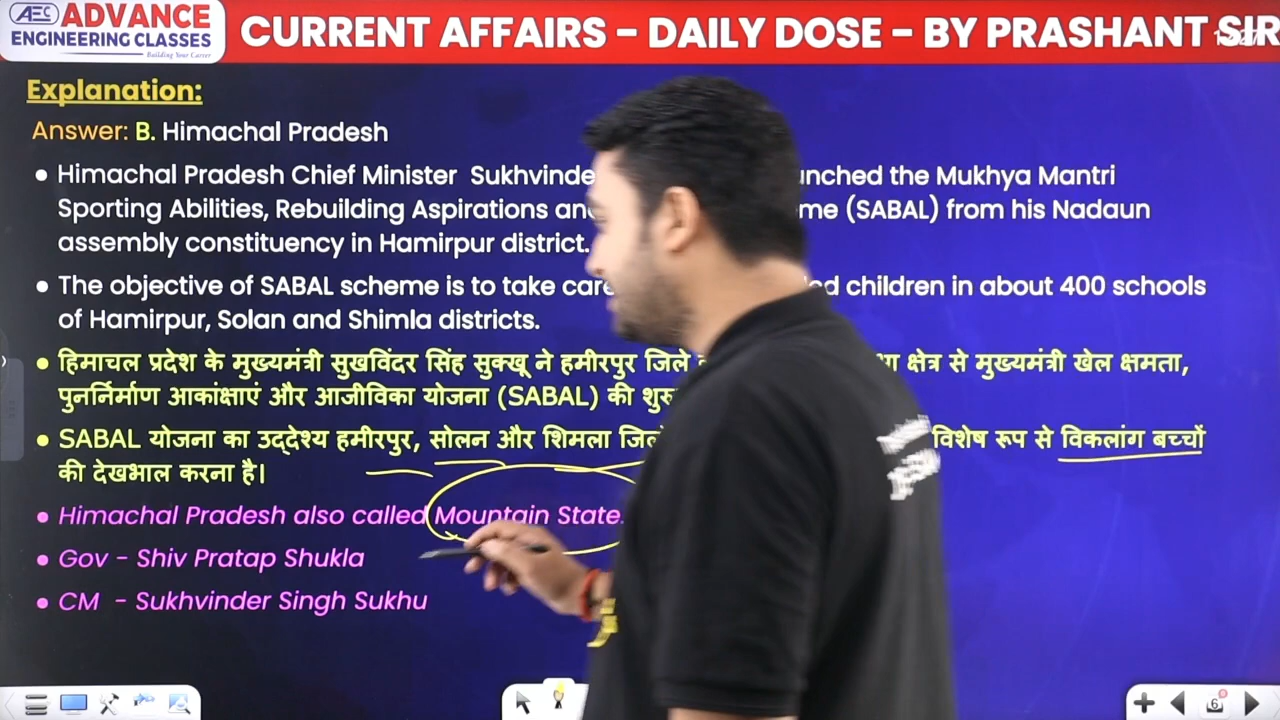 AEC ADVANCE
ENGINEERING CLASSES
Building Your Career
CURRENT AFFAIRS – DAILY DOSE – BY PRASHANT SIR
Explanation:
Answer: B. Himachal Pradesh
• Himachal Pradesh Chief Minister Sukhvinde unched the Mukhya Mantri
Sporting Abilities, Rebuilding Aspirations an me (SABAL) from his Nadaun
assembly constituency in Hamirpur district.
• The objective of SABAL scheme is to take care ed children in about 400 schools
of Hamirpur, Solan and Shimla districts.
• हिमाचल प्रदेश के मुख्यमंत्री सुखविंदर सिंह सुक्खू ने हमीरपुर जिले क्षेत्र से मुख्यमंत्री खेल क्षमता,
पुनर्निर्माण आकांक्षाएं और आजीविका योजना (SABAL) की शुरु
• SABAL योजना का उद्देश्य हमीरपुर, सोलन और शिमला विशेष रूप से विकलांग बच्चों
की देखभाल करना है।
• Himachal Pradesh also called Mountain State.
• Gov - Shiv Pratap Shukla
• CM - Sukhvinder Singh Sukhu